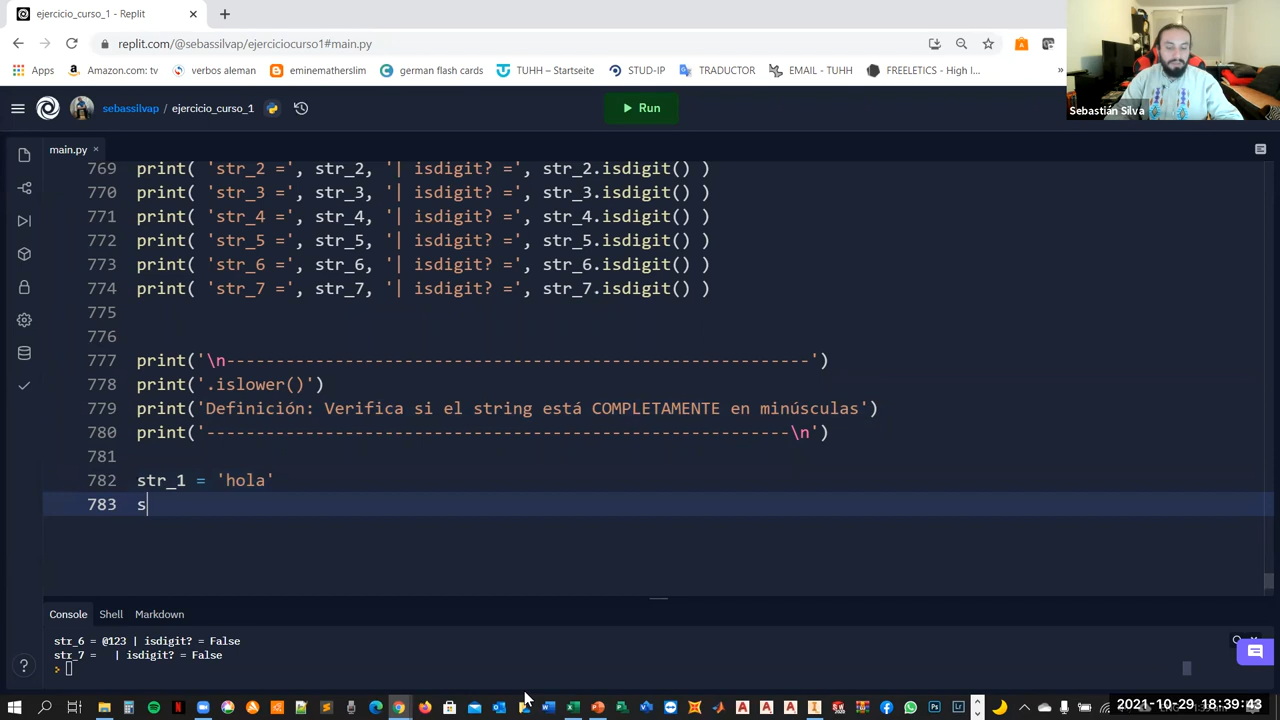 ejercicio_curso_1 - Replit
replit.com/@sebassilvap/ejerciciocurso1#main.py
Apps Amazon.com: tv verbos aleman eminematherslim german flash cards TUHH – Startseite STUD-IP TRADUCTOR EMAIL - TUHH FREELETICS - High I... »
Sebastián Silva
sebassilvap / ejercicio_curso_1
Run
main.py
769 print( 'str_2 =', str_2, '| isdigit? =', str_2.isdigit() )
770 print( 'str_3 =', str_3, '| isdigit? =', str_3.isdigit() )
771 print( 'str_4 =', str_4, '| isdigit? =', str_4.isdigit() )
772 print( 'str_5 =', str_5, '| isdigit? =', str_5.isdigit() )
773 print( 'str_6 =', str_6, '| isdigit? =', str_6.isdigit() )
774 print( 'str_7 =', str_7, '| isdigit? =', str_7.isdigit() )
775
776
777 print('\n-----------------------------------------------------------')
778 print('.islower()')
779 print('Definición: Verifica si el string está COMPLETAMENTE en minúsculas')
780 print('-----------------------------------------------------------\n')
781
782 str_1 = 'hola'
783 s
Console Shell Markdown
str_6 = @123 | isdigit? = False
str_7 =   | isdigit? = False
>
2021-10-29 18:39:43